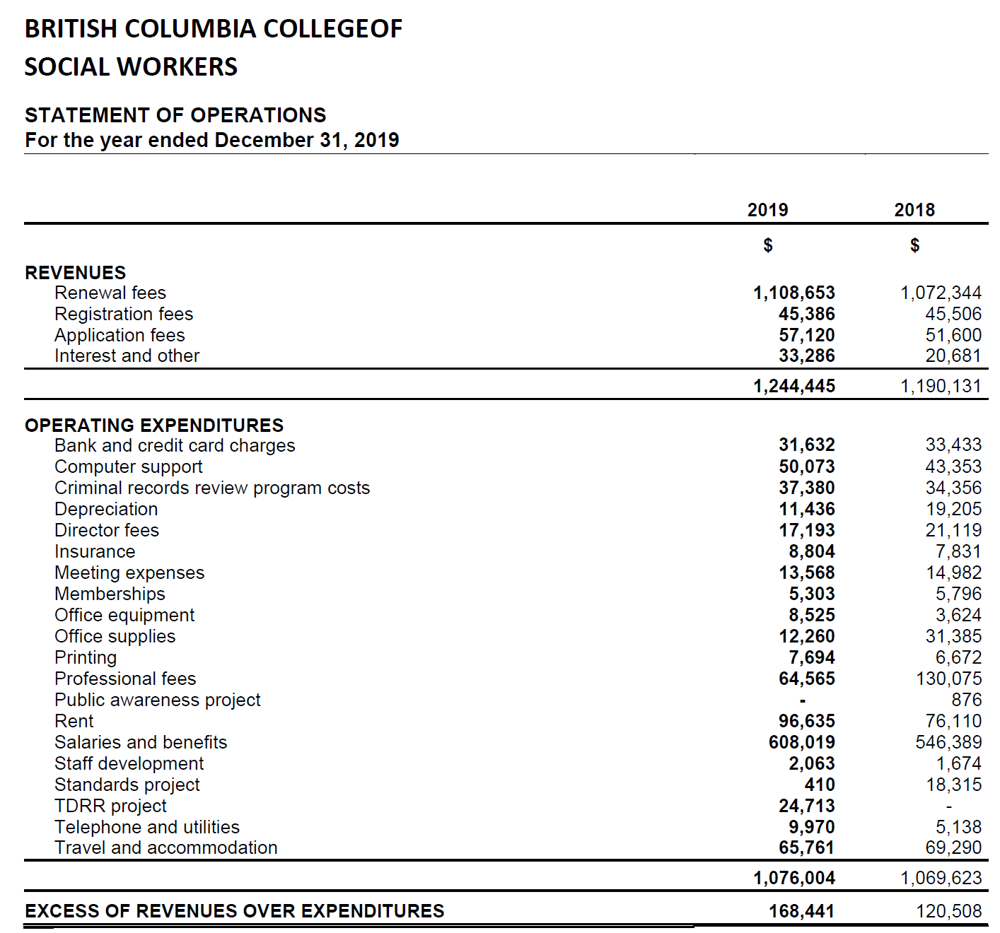 BRITISH COLUMBIA COLLEGEOF
SOCIAL WORKERS
STATEMENT OF OPERATIONS
For the year ended December 31, 2019
2019 2018
$ $
REVENUES
Renewal fees 1,108,653 1,072,344
Registration fees 45,386 45,506
Application fees 57,120 51,600
Interest and other 33,286 20,681
1,244,445 1,190,131
OPERATING EXPENDITURES
Bank and credit card charges 31,632 33,433
Computer support 50,073 43,353
Criminal records review program costs 37,380 34,356
Depreciation 11,436 19,205
Director fees 17,193 21,119
Insurance 8,804 7,831
Meeting expenses 13,568 14,982
Memberships 5,303 5,796
Office equipment 8,525 3,624
Office supplies 12,260 31,385
Printing 7,694 6,672
Professional fees 64,565 130,075
Public awareness project - 876
Rent 96,635 76,110
Salaries and benefits 608,019 546,389
Staff development 2,063 1,674
Standards project 410 18,315
TDRR project 24,713 -
Telephone and utilities 9,970 5,138
Travel and accommodation 65,761 69,290
1,076,004 1,069,623
EXCESS OF REVENUES OVER EXPENDITURES 168,441 120,508